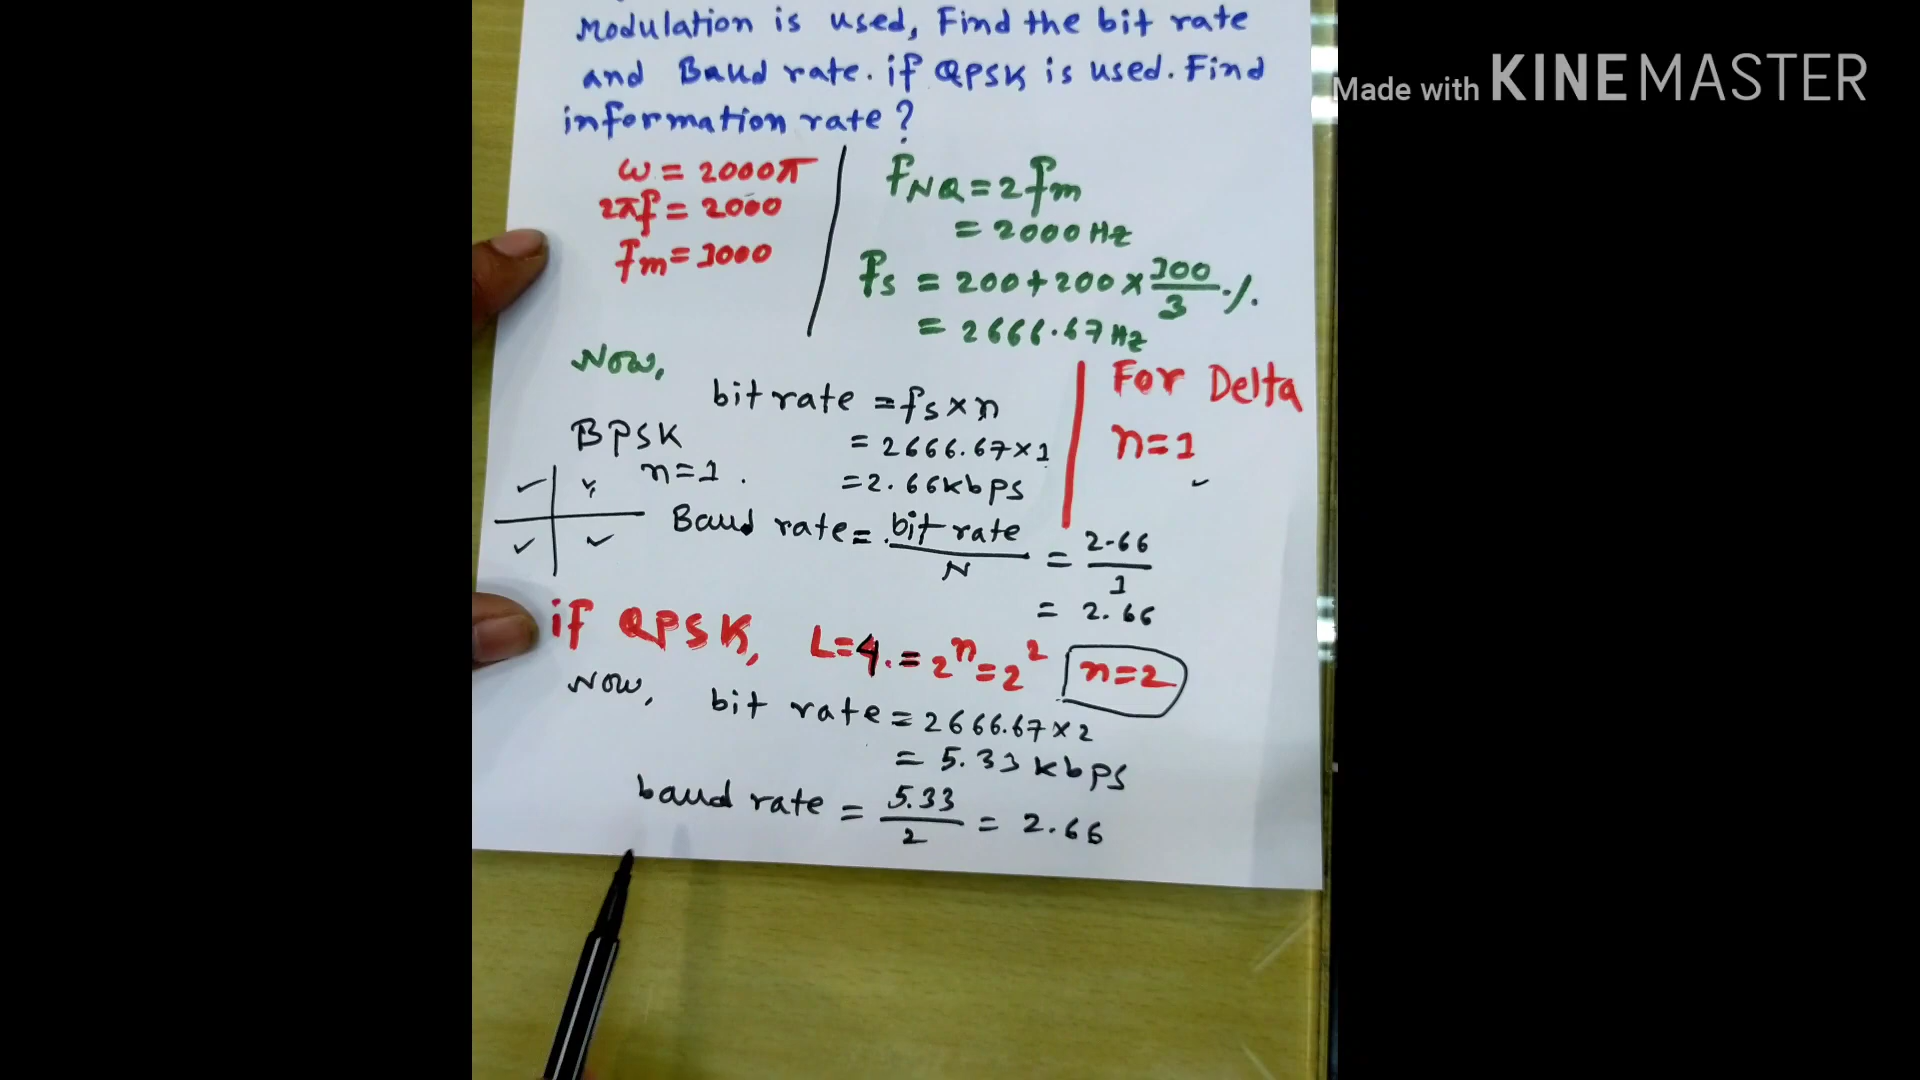 Modulation is used, Find the bit rate
and Baud rate. if QPSK is used. Find
information rate?
ω = 2000π
2πf = 2000
fm = 1000
fNQ = 2fm
= 2000 Hz
fs = 200 + 200 × 100/3 %.
= 2666.67 Hz
Now,
bit rate = fs × n
= 2666.67 × 1
= 2.66 kbps
For Delta
n = 1
BPSK
n = 1.
Baud rate = bit rate / N = 2.66 / 1
= 2.66
if QPSK, L = 4. = 2^n = 2^2 n = 2
Now, bit rate = 2666.67 × 2
= 5.33 kbps
baud rate = 5.33 / 2 = 2.66
Made with KINEMASTER